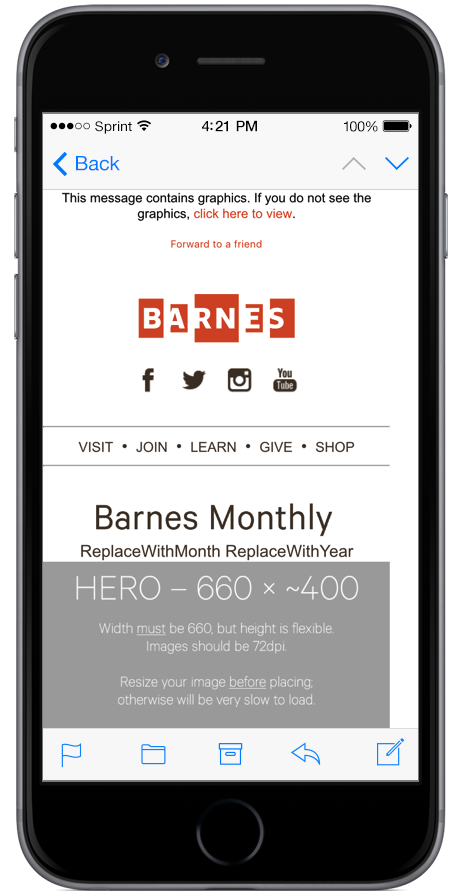 ●●●○○ Sprint 4:21 PM 100%
Back
This message contains graphics. If you do not see the
graphics, click here to view.
Forward to a friend
BARNES
f
You
Tube
VISIT • JOIN • LEARN • GIVE • SHOP
Barnes Monthly
ReplaceWithMonth ReplaceWithYear
HERO – 660 × ~400
Width must be 660, but height is flexible.
Images should be 72dpi.
Resize your image before placing;
otherwise will be very slow to load.